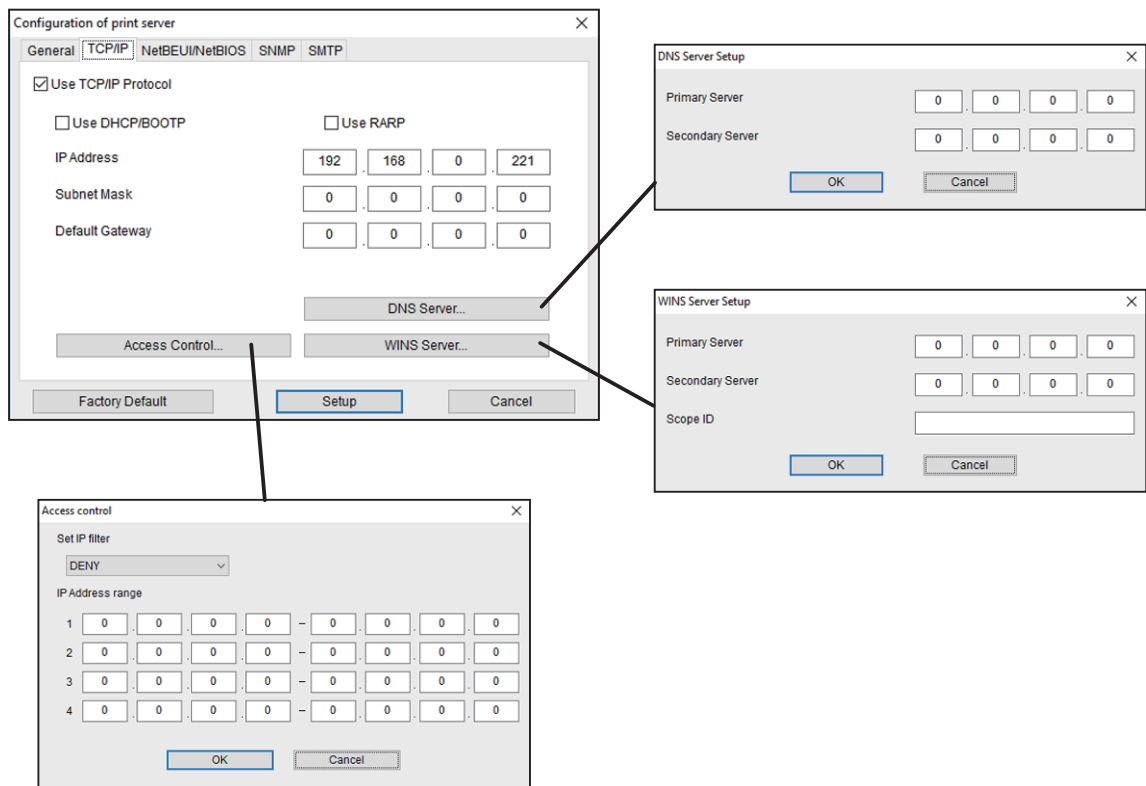 Configuration of print server
General TCP/IP NetBEUI/NetBIOS SNMP SMTP
Use TCP/IP Protocol
Use DHCP/BOOTP Use RARP
IP Address 192 . 168 . 0 . 221
Subnet Mask 0 . 0 . 0 . 0
Default Gateway 0 . 0 . 0 . 0
DNS Server...
Access Control... WINS Server...
Factory Default Setup Cancel
DNS Server Setup
Primary Server 0 . 0 . 0 . 0
Secondary Server 0 . 0 . 0 . 0
OK Cancel
WINS Server Setup
Primary Server 0 . 0 . 0 . 0
Secondary Server 0 . 0 . 0 . 0
Scope ID
OK Cancel
Access control
Set IP filter
DENY
IP Address range
1 0 . 0 . 0 . 0 – 0 . 0 . 0 . 0
2 0 . 0 . 0 . 0 – 0 . 0 . 0 . 0
3 0 . 0 . 0 . 0 – 0 . 0 . 0 . 0
4 0 . 0 . 0 . 0 – 0 . 0 . 0 . 0
OK Cancel